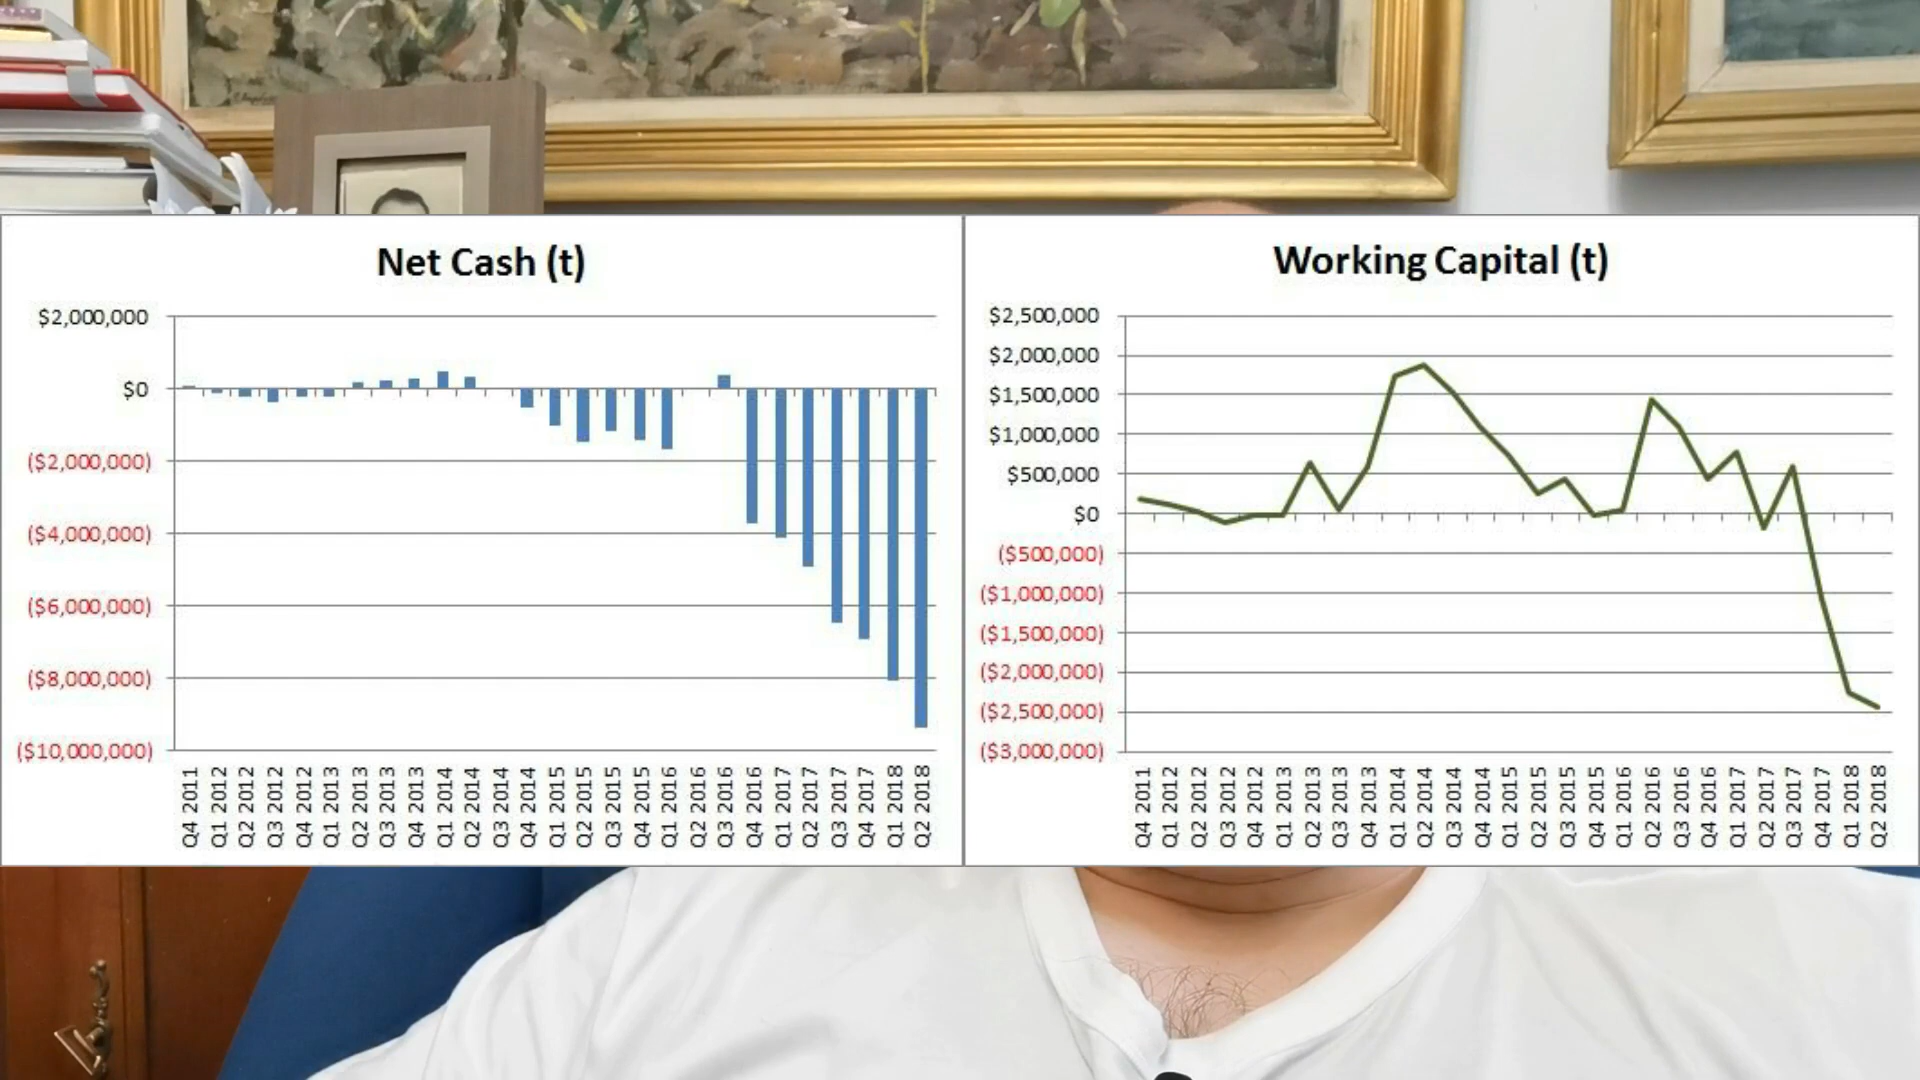 Net Cash (t)
$2,000,000
$0
($2,000,000)
($4,000,000)
($6,000,000)
($8,000,000)
($10,000,000)
Q4 2011
Q1 2012
Q2 2012
Q3 2012
Q4 2012
Q1 2013
Q2 2013
Q3 2013
Q4 2013
Q1 2014
Q2 2014
Q3 2014
Q4 2014
Q1 2015
Q2 2015
Q3 2015
Q4 2015
Q1 2016
Q2 2016
Q3 2016
Q4 2016
Q1 2017
Q2 2017
Q3 2017
Q4 2017
Q1 2018
Q2 2018
Working Capital (t)
$2,500,000
$2,000,000
$1,500,000
$1,000,000
$500,000
$0
($500,000)
($1,000,000)
($1,500,000)
($2,000,000)
($2,500,000)
($3,000,000)
Q4 2011
Q1 2012
Q2 2012
Q3 2012
Q4 2012
Q1 2013
Q2 2013
Q3 2013
Q4 2013
Q1 2014
Q2 2014
Q3 2014
Q4 2014
Q1 2015
Q2 2015
Q3 2015
Q4 2015
Q1 2016
Q2 2016
Q3 2016
Q4 2016
Q1 2017
Q2 2017
Q3 2017
Q4 2017
Q1 2018
Q2 2018